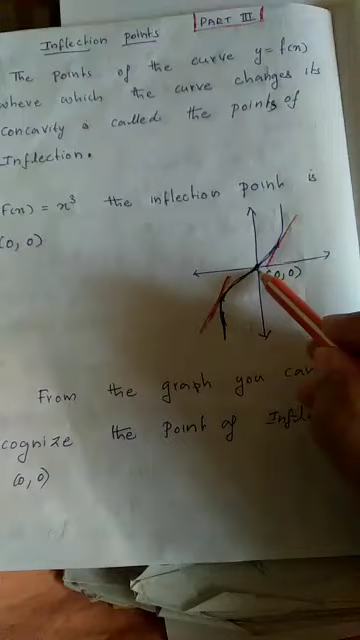 Inflection points
PART III
The points of the curve y=f(x)
where which the curve changes its
concavity is called the points of
Inflection.
F(x) = x³ the inflection point is
(0,0)
(0,0)
From the graph you can
cognize the point of Infl
(0,0)